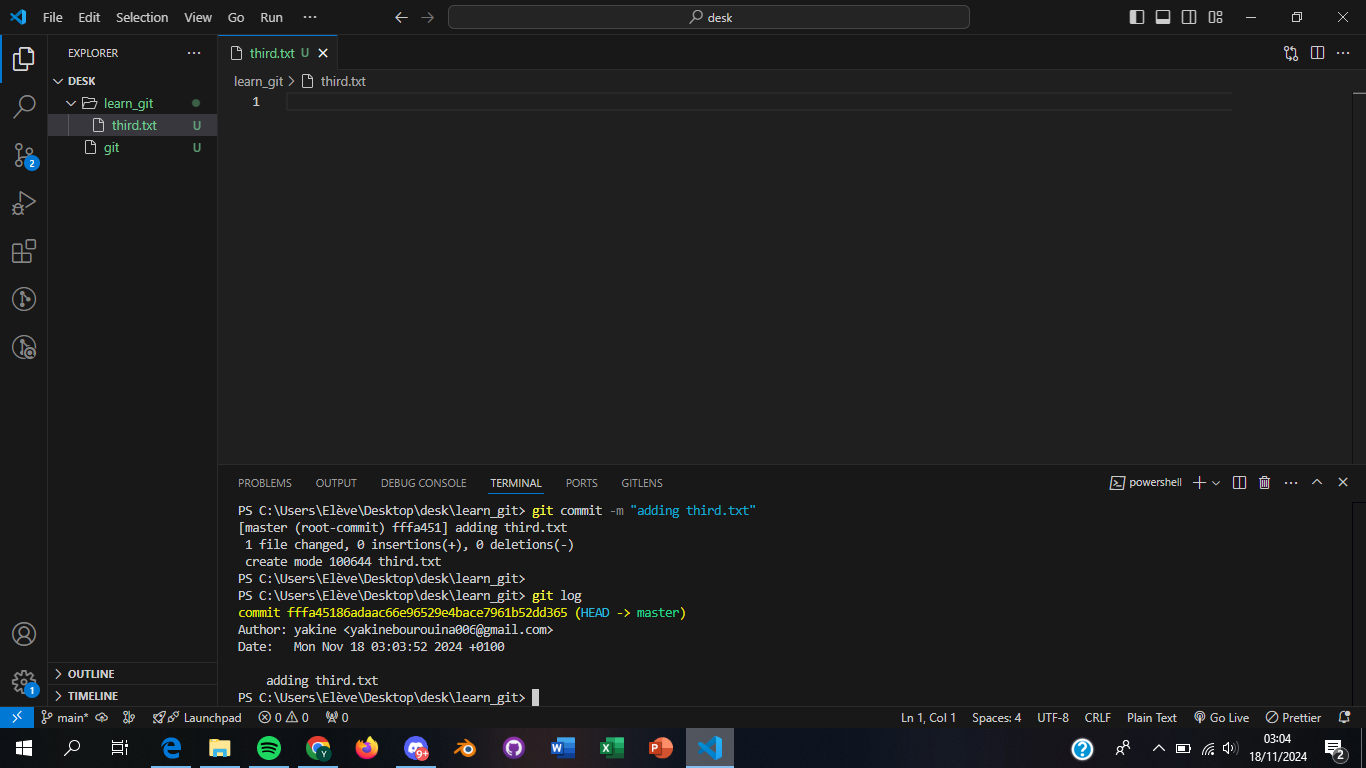 File Edit Selection View Go Run ··· desk
EXPLORER ···
DESK
learn_git
third.txt U
git U
OUTLINE
TIMELINE
2
1
third.txt U
learn_git > third.txt
1
PROBLEMS OUTPUT DEBUG CONSOLE TERMINAL PORTS GITLENS powershell
PS C:\Users\Elève\Desktop\desk\learn_git> git commit -m "adding third.txt"
[master (root-commit) fffa451] adding third.txt
1 file changed, 0 insertions(+), 0 deletions(-)
create mode 100644 third.txt
PS C:\Users\Elève\Desktop\desk\learn_git>
PS C:\Users\Elève\Desktop\desk\learn_git> git log
commit fffa45186adaac66e96529e4bace7961b52dd365 (HEAD -> master)
Author: yakine <yakinebourouina006@gmail.com>
Date:   Mon Nov 18 03:03:52 2024 +0100
adding third.txt
PS C:\Users\Elève\Desktop\desk\learn_git>
main* Launchpad 0 0 0 Ln 1, Col 1 Spaces: 4 UTF-8 CRLF Plain Text Go Live Prettier
Y 9+ W X P ? 03:04
18/11/2024 2